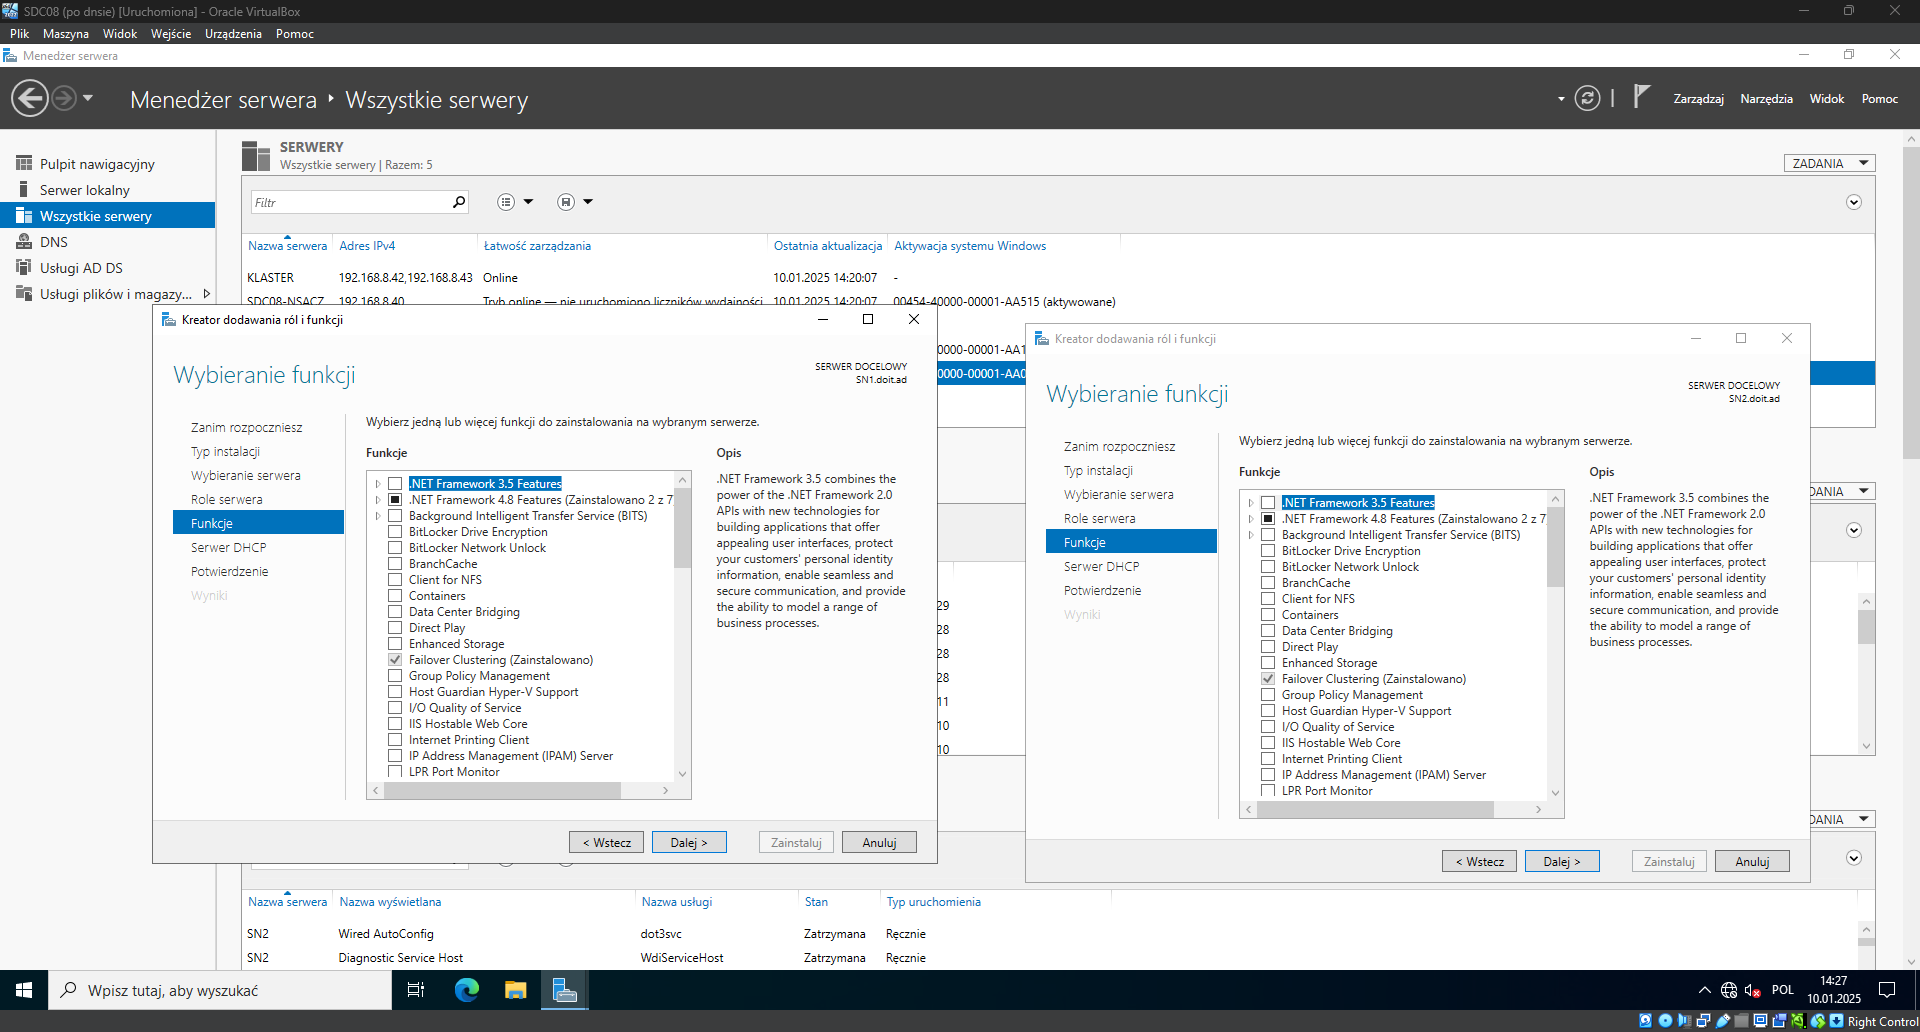 SDC08 (po dnsie) [Uruchomiona] - Oracle VirtualBox
Plik Maszyna Widok Wejście Urządzenia Pomoc
Menedżer serwera
Menedżer serwera ‣ Wszystkie serwery
Zarządzaj Narzędzia Widok Pomoc
Pulpit nawigacyjny
Serwer lokalny
Wszystkie serwery
DNS
Usługi AD DS
Usługi plików i magazy...
SERWERY
Wszystkie serwery | Razem: 5
ZADANIA
Filtr
Nazwa serwera Adres IPv4 Łatwość zarządzania Ostatnia aktualizacja Aktywacja systemu Windows
KLASTER 192.168.8.42,192.168.8.43 Online 10.01.2025 14:20:07 -
SDC08-NSACZ 192.168.8.40 Tryb online — nie uruchomiono liczników wydajności 10.01.2025 14:20:07 00454-40000-00001-AA515 (aktywowane)
0000-00001-AA1
0000-00001-AA0
Kreator dodawania ról i funkcji
Wybieranie funkcji
SERWER DOCELOWY
SN1.doit.ad
Zanim rozpoczniesz
Typ instalacji
Wybieranie serwera
Role serwera
Funkcje
Serwer DHCP
Potwierdzenie
Wyniki
Wybierz jedną lub więcej funkcji do zainstalowania na wybranym serwerze.
Funkcje
.NET Framework 3.5 Features
.NET Framework 4.8 Features (Zainstalowano 2 z 7
Background Intelligent Transfer Service (BITS)
BitLocker Drive Encryption
BitLocker Network Unlock
BranchCache
Client for NFS
Containers
Data Center Bridging
Direct Play
Enhanced Storage
Failover Clustering (Zainstalowano)
Group Policy Management
Host Guardian Hyper-V Support
I/O Quality of Service
IIS Hostable Web Core
Internet Printing Client
IP Address Management (IPAM) Server
LPR Port Monitor
Opis
.NET Framework 3.5 combines the
power of the .NET Framework 2.0
APIs with new technologies for
building applications that offer
appealing user interfaces, protect
your customers' personal identity
information, enable seamless and
secure communication, and provide
the ability to model a range of
business processes.
< Wstecz Dalej > Zainstaluj Anuluj
29
28
28
28
11
10
10
Kreator dodawania ról i funkcji
Wybieranie funkcji
SERWER DOCELOWY
SN2.doit.ad
Zanim rozpoczniesz
Typ instalacji
Wybieranie serwera
Role serwera
Funkcje
Serwer DHCP
Potwierdzenie
Wyniki
Wybierz jedną lub więcej funkcji do zainstalowania na wybranym serwerze.
Funkcje
.NET Framework 3.5 Features
.NET Framework 4.8 Features (Zainstalowano 2 z 7
Background Intelligent Transfer Service (BITS)
BitLocker Drive Encryption
BitLocker Network Unlock
BranchCache
Client for NFS
Containers
Data Center Bridging
Direct Play
Enhanced Storage
Failover Clustering (Zainstalowano)
Group Policy Management
Host Guardian Hyper-V Support
I/O Quality of Service
IIS Hostable Web Core
Internet Printing Client
IP Address Management (IPAM) Server
LPR Port Monitor
Opis
.NET Framework 3.5 combines the
power of the .NET Framework 2.0
APIs with new technologies for
building applications that offer
appealing user interfaces, protect
your customers' personal identity
information, enable seamless and
secure communication, and provide
the ability to model a range of
business processes.
< Wstecz Dalej > Zainstaluj Anuluj
DANIA
DANIA
Nazwa serwera Nazwa wyświetlana Nazwa usługi Stan Typ uruchomienia
SN2 Wired AutoConfig dot3svc Zatrzymana Ręcznie
SN2 Diagnostic Service Host WdiServiceHost Zatrzymana Ręcznie
Wpisz tutaj, aby wyszukać
POL
14:27
10.01.2025
Right Control